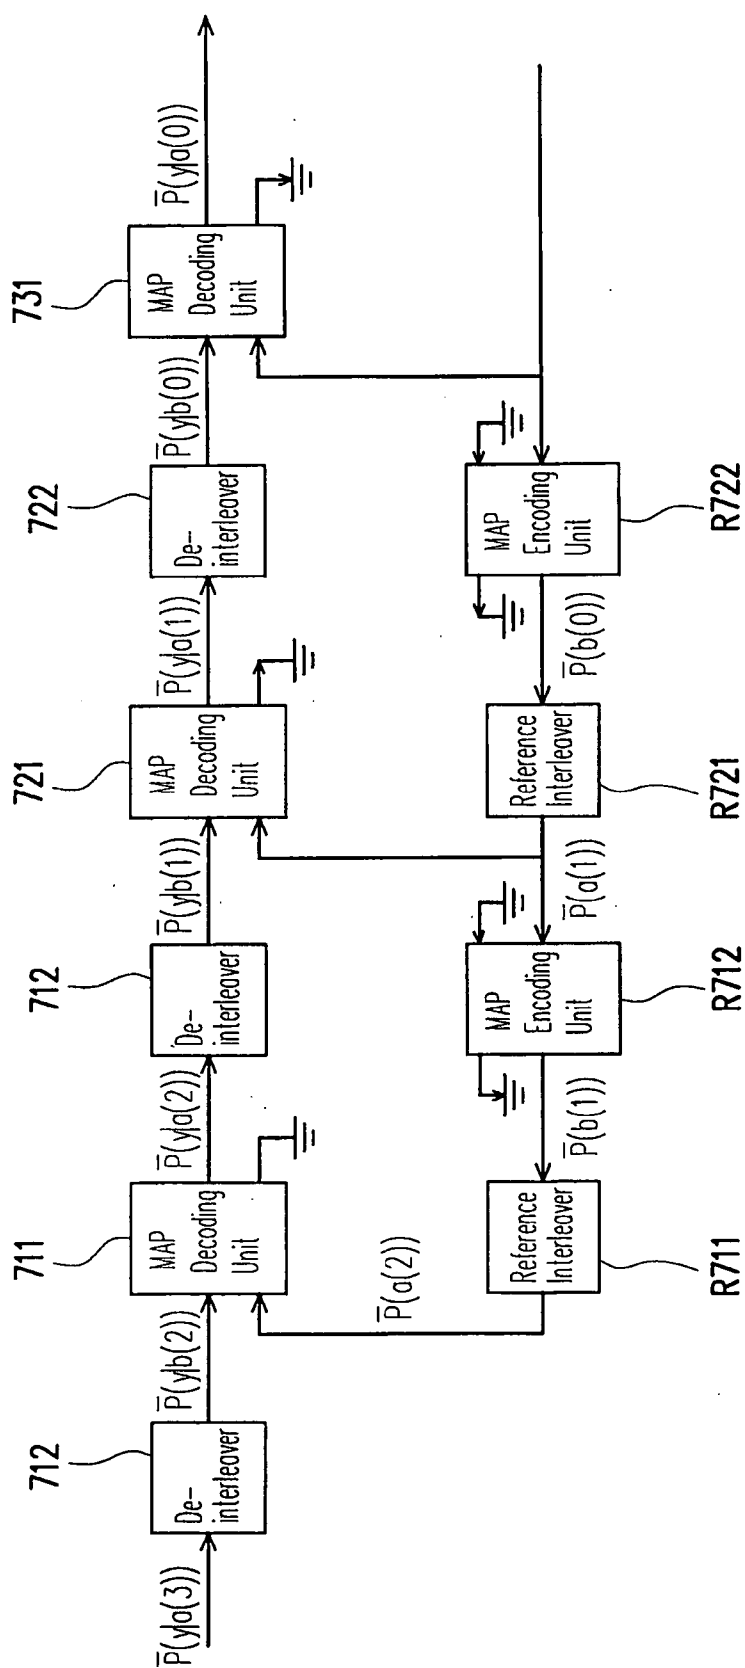 712
711
712
721
722
731
P̅(y|a(3))
De-
interleaver
P̅(y|b(2))
MAP
Decoding
Unit
P̅(y|a(2))
De-
interleaver
P̅(y|b(1))
MAP
Decoding
Unit
P̅(y|a(1))
De-
interleaver
P̅(y|b(0))
MAP
Decoding
Unit
P̅(y|a(0))
P̅(a(2))
Reference
Interleaver
P̅(b(1))
MAP
Encoding
Unit
P̅(a(1))
Reference
Interleaver
P̅(b(0))
MAP
Encoding
Unit
R711
R712
R721
R722